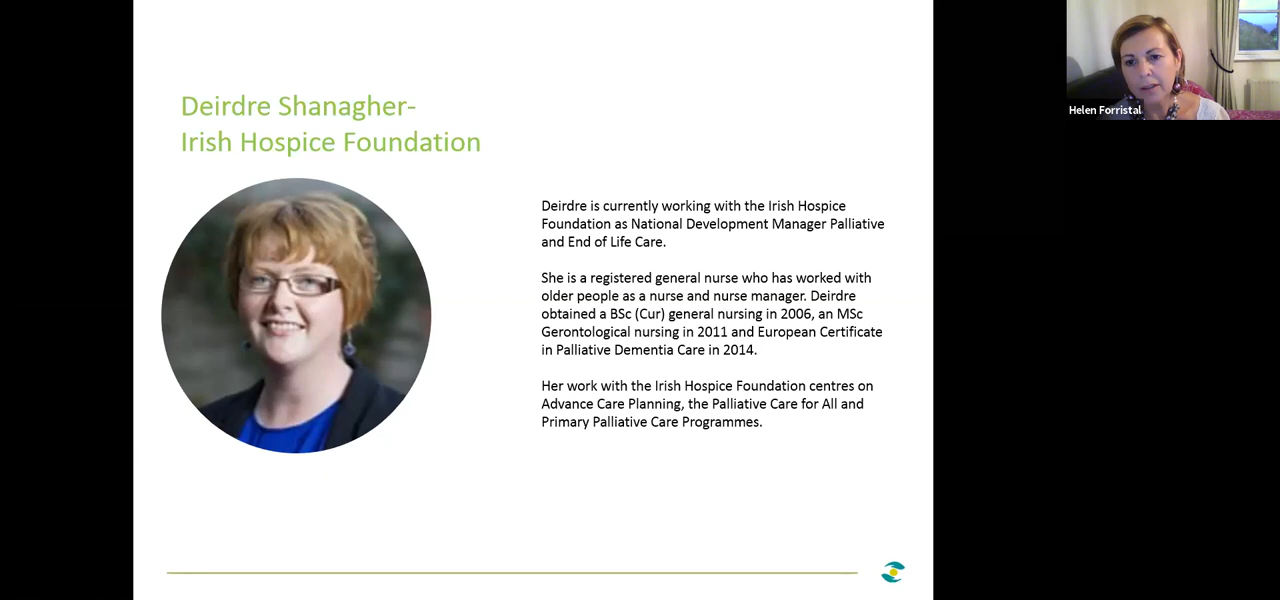 Deirdre Shanagher-
Irish Hospice Foundation
Deirdre is currently working with the Irish Hospice
Foundation as National Development Manager Palliative
and End of Life Care.
She is a registered general nurse who has worked with
older people as a nurse and nurse manager. Deirdre
obtained a BSc (Cur) general nursing in 2006, an MSc
Gerontological nursing in 2011 and European Certificate
in Palliative Dementia Care in 2014.
Her work with the Irish Hospice Foundation centres on
Advance Care Planning, the Palliative Care for All and
Primary Palliative Care Programmes.
Helen Forristal